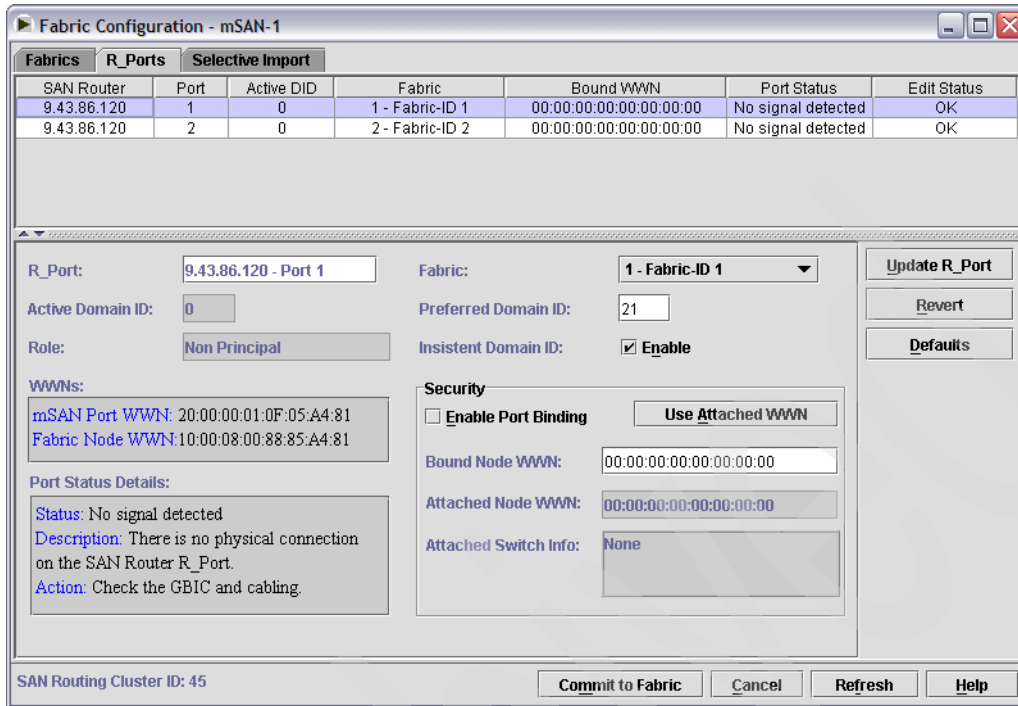 Fabric Configuration - mSAN-1
Fabrics R_Ports Selective Import
SAN Router Port Active DID Fabric Bound WWN Port Status Edit Status
9.43.86.120 1 0 1 - Fabric-ID 1 00:00:00:00:00:00:00:00 No signal detected OK
9.43.86.120 2 0 2 - Fabric-ID 2 00:00:00:00:00:00:00:00 No signal detected OK
R_Port: 9.43.86.120 - Port 1 Fabric: 1 - Fabric-ID 1 Update R_Port
Active Domain ID: 0 Preferred Domain ID: 21 Revert
Role: Non Principal Insistent Domain ID: Enable Defaults
WWNs:
mSAN Port WWN: 20:00:00:01:0F:05:A4:81
Fabric Node WWN:10:00:08:00:88:85:A4:81
Port Status Details:
Status: No signal detected
Description: There is no physical connection
on the SAN Router R_Port.
Action: Check the GBIC and cabling.
Security
Enable Port Binding Use Attached WWN
Bound Node WWN: 00:00:00:00:00:00:00:00
Attached Node WWN: 00:00:00:00:00:00:00:00
Attached Switch Info: None
SAN Routing Cluster ID: 45 Commit to Fabric Cancel Refresh Help